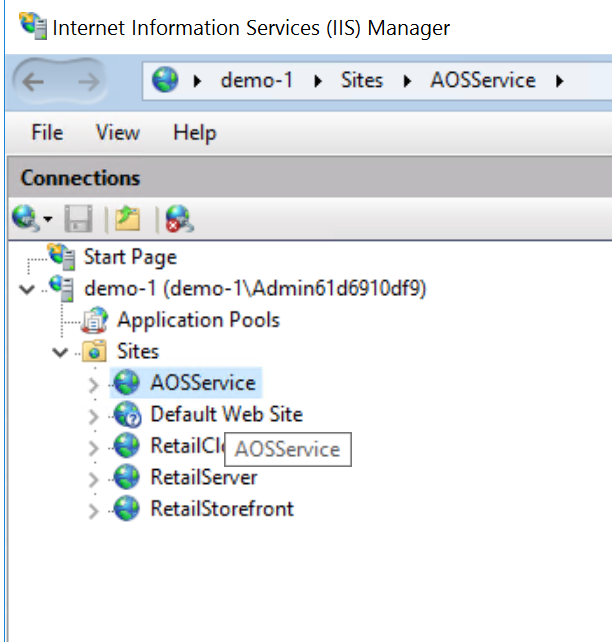 Internet Information Services (IIS) Manager
demo-1 Sites AOSService
File View Help
Connections
Start Page
demo-1 (demo-1\Admin61d6910df9)
Application Pools
Sites
AOSService
Default Web Site
RetailCl
AOSService
RetailServer
RetailStorefront